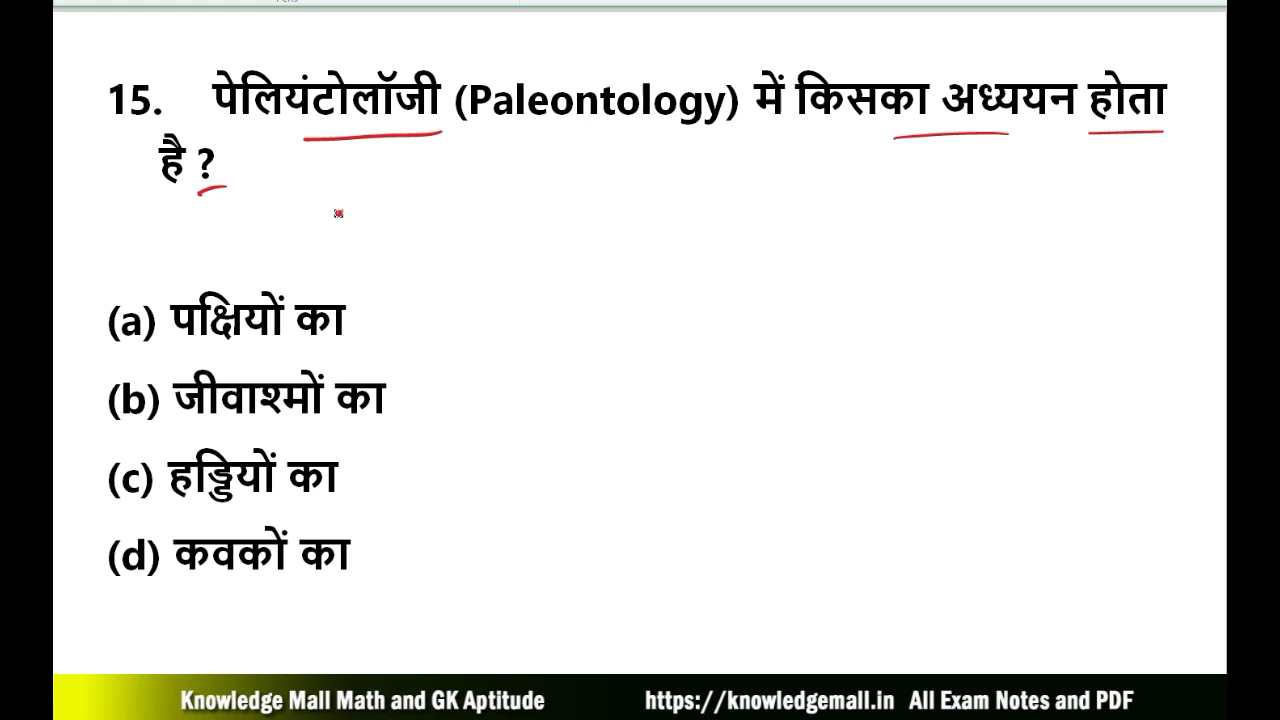 15. पेलियंटोलॉजी (Paleontology) में किसका अध्ययन होता
है ?
(a) पक्षियों का
(b) जीवाश्मों का
(c) हड्डियों का
(d) कवकों का
Knowledge Mall Math and GK Aptitude https://knowledgemall.in All Exam Notes and PDF